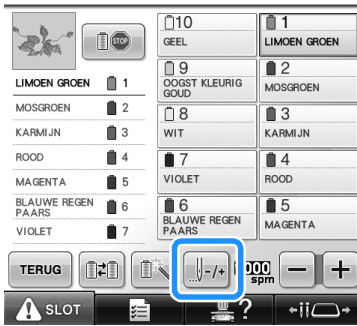 STOP
LIMOEN GROEN 1
MOSGROEN 2
KARMIJN 3
ROOD 4
MAGENTA 5
BLAUWE REGEN
PAARS 6
VIOLET 7
10
GEEL
1
LIMOEN GROEN
9
OOGST KLEURIG
GOUD
2
MOSGROEN
8
WIT
3
KARMIJN
7
VIOLET
4
ROOD
6
BLAUWE REGEN
PAARS
5
MAGENTA
TERUG
-/+
spm
- +
SLOT
?